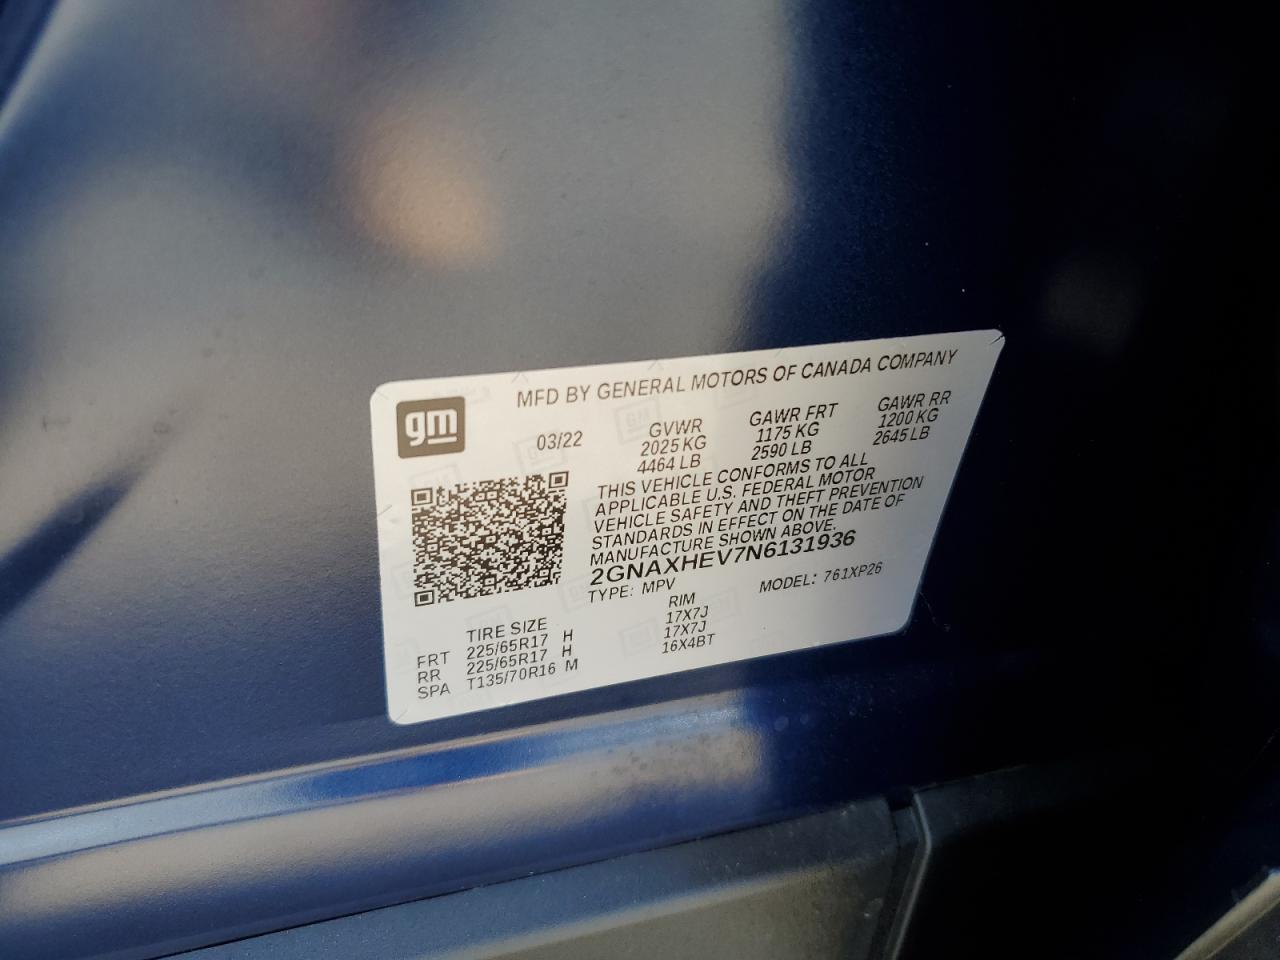 MFD BY GENERAL MOTORS OF CANADA COMPANY
gm
03/22
GVWR GAWR FRT GAWR RR
2025 KG 1175 KG 1200 KG
4464 LB 2590 LB 2645 LB
THIS VEHICLE CONFORMS TO ALL
APPLICABLE U.S. FEDERAL MOTOR
VEHICLE SAFETY AND THEFT PREVENTION
STANDARDS IN EFFECT ON THE DATE OF
MANUFACTURE SHOWN ABOVE.
2GNAXHEV7N6131936
TYPE: MPV MODEL: 761XP26
TIRE SIZE RIM
FRT 225/65R17 H 17X7J
RR 225/65R17 H 17X7J
SPA T135/70R16 M 16X4BT